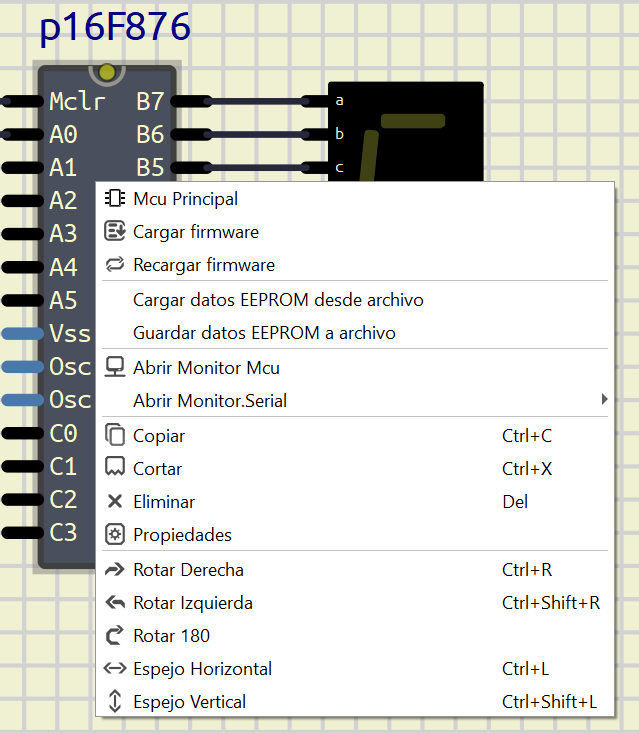 p16F876
Mclr B7 a
A0 B6 b
A1 B5 c
A2
A3
A4
A5
Vss
Osc
Osc
C0
C1
C2
C3
Mcu Principal
Cargar firmware
Recargar firmware
Cargar datos EEPROM desde archivo
Guardar datos EEPROM a archivo
Abrir Monitor Mcu
Abrir Monitor.Serial
Copiar Ctrl+C
Cortar Ctrl+X
Eliminar Del
Propiedades
Rotar Derecha Ctrl+R
Rotar Izquierda Ctrl+Shift+R
Rotar 180
Espejo Horizontal Ctrl+L
Espejo Vertical Ctrl+Shift+L